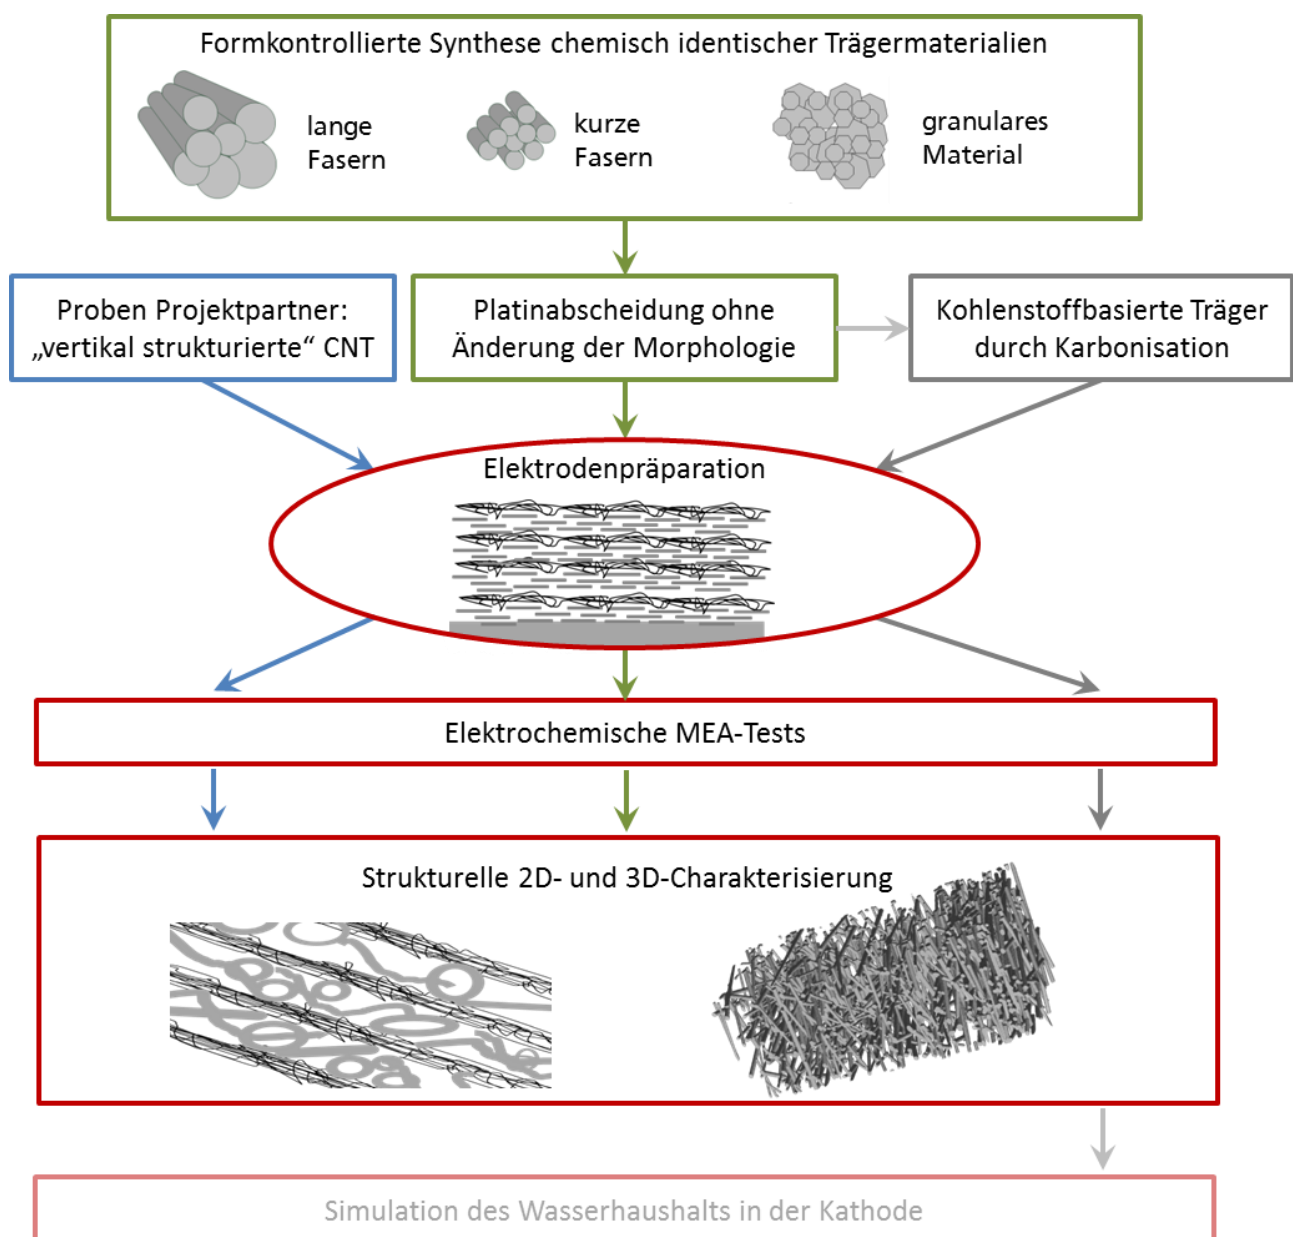 Formkontrollierte Synthese chemisch identischer Trägermaterialien
lange
Fasern
kurze
Fasern
granulares
Material
Proben Projektpartner:
„vertikal strukturierte“ CNT
Platinabscheidung ohne
Änderung der Morphologie
Kohlenstoffbasierte Träger
durch Karbonisation
Elektrodenpräparation
Elektrochemische MEA-Tests
Strukturelle 2D- und 3D-Charakterisierung
Simulation des Wasserhaushalts in der Kathode